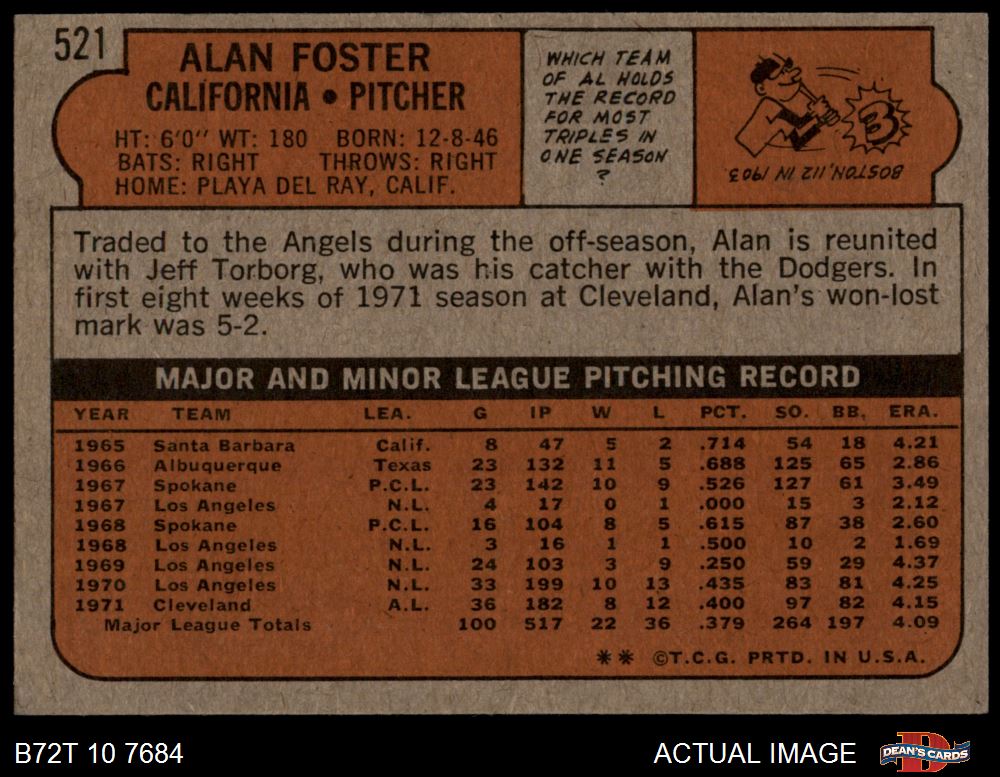 521
ALAN FOSTER
CALIFORNIA • PITCHER
HT: 6'0" WT: 180 BORN: 12-8-46
BATS: RIGHT THROWS: RIGHT
HOME: PLAYA DEL RAY, CALIF.
WHICH TEAM
OF AL HOLDS
THE RECORD
FOR MOST
TRIPLES IN
ONE SEASON
?
3
BOSTON, 112 IN 1903
Traded to the Angels during the off-season, Alan is reunited
with Jeff Torborg, who was his catcher with the Dodgers. In
first eight weeks of 1971 season at Cleveland, Alan's won-lost
mark was 5-2.
MAJOR AND MINOR LEAGUE PITCHING RECORD
YEAR TEAM LEA. G IP W L PCT. SO. BB. ERA.
1965 Santa Barbara Calif. 8 47 5 2 .714 54 18 4.21
1966 Albuquerque Texas 23 132 11 5 .688 125 65 2.86
1967 Spokane P.C.L. 23 142 10 9 .526 127 61 3.49
1967 Los Angeles N.L. 4 17 0 1 .000 15 3 2.12
1968 Spokane P.C.L. 16 104 8 5 .615 87 38 2.60
1968 Los Angeles N.L. 3 16 1 1 .500 10 2 1.69
1969 Los Angeles N.L. 24 103 3 9 .250 59 29 4.37
1970 Los Angeles N.L. 33 199 10 13 .435 83 81 4.25
1971 Cleveland A.L. 36 182 8 12 .400 97 82 4.15
Major League Totals 100 517 22 36 .379 264 197 4.09
** ©T.C.G. PRTD. IN U.S.A.
B72T 10 7684
ACTUAL IMAGE
DEAN'S CARDS